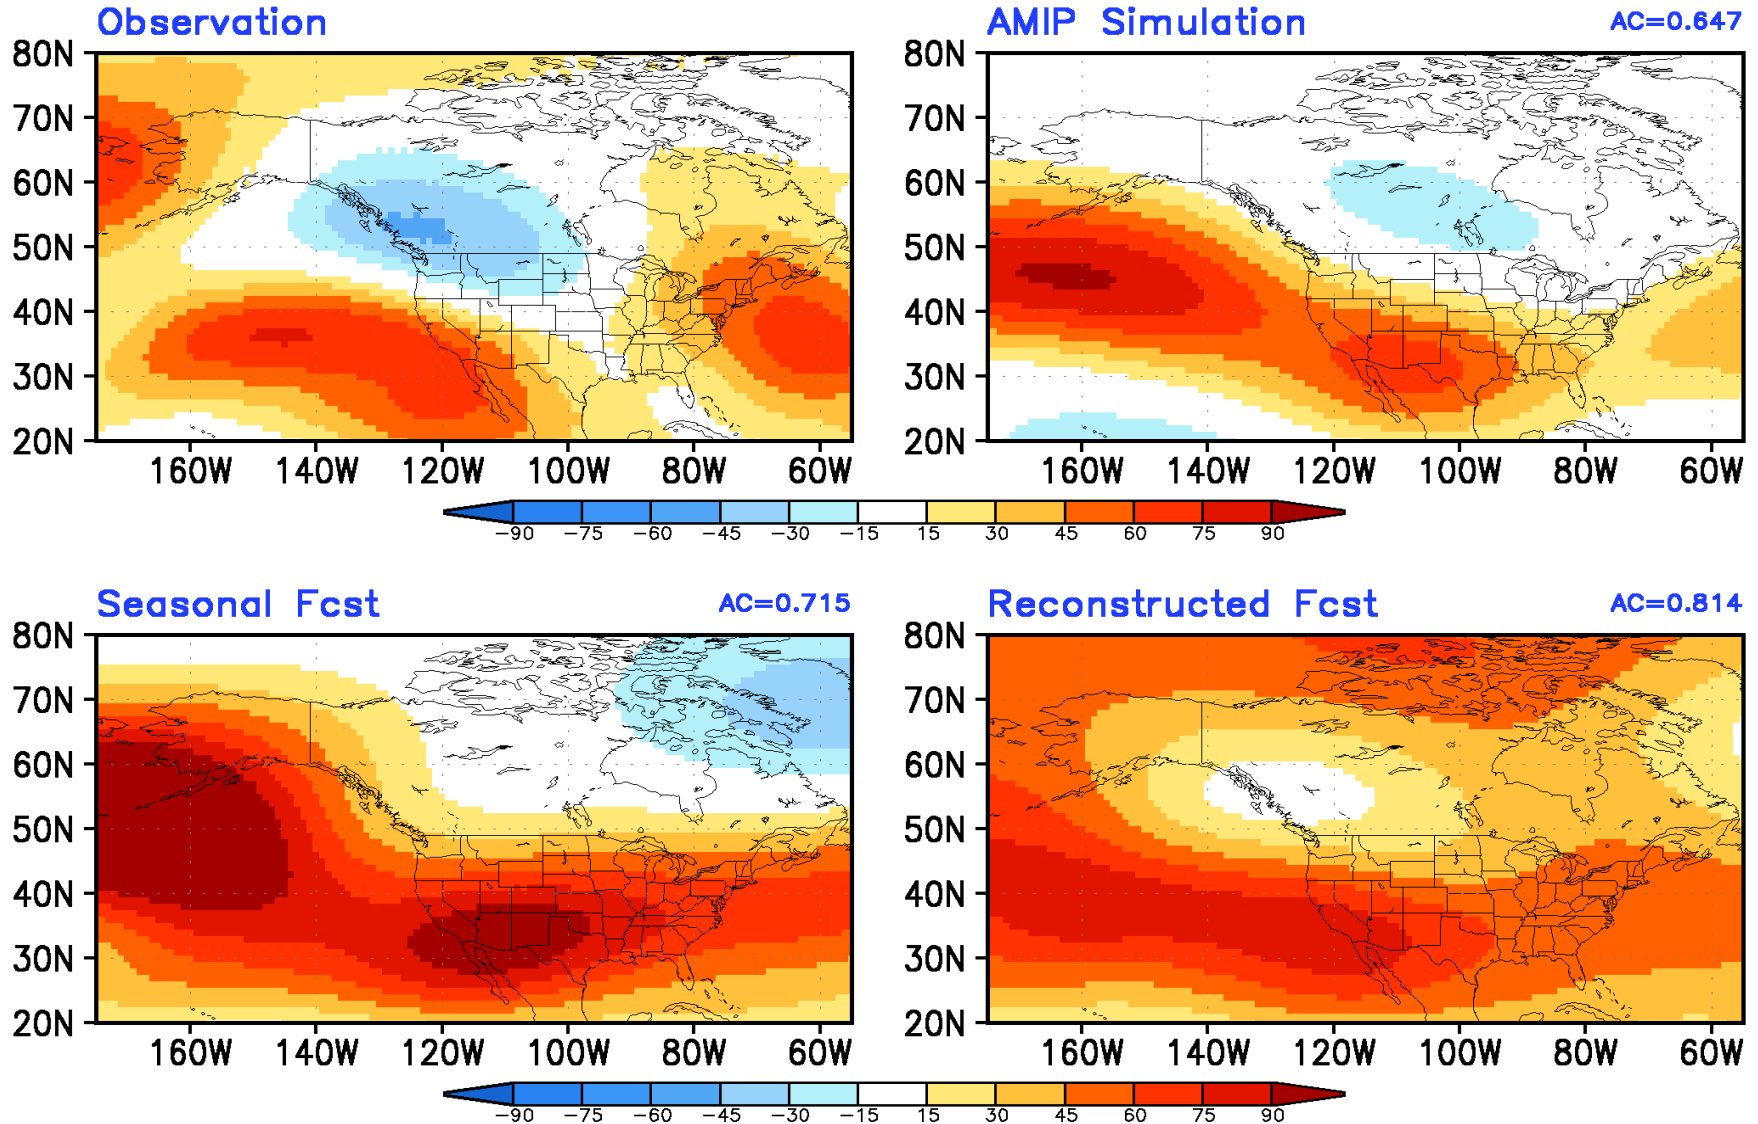 Observation
AMIP Simulation AC=0.647
80N
70N
60N
50N
40N
30N
20N
160W 140W 120W 100W 80W 60W
80N
70N
60N
50N
40N
30N
20N
160W 140W 120W 100W 80W 60W
-90 -75 -60 -45 -30 -15 15 30 45 60 75 90
Seasonal Fcst AC=0.715
Reconstructed Fcst AC=0.814
80N
70N
60N
50N
40N
30N
20N
160W 140W 120W 100W 80W 60W
80N
70N
60N
50N
40N
30N
20N
160W 140W 120W 100W 80W 60W
-90 -75 -60 -45 -30 -15 15 30 45 60 75 90